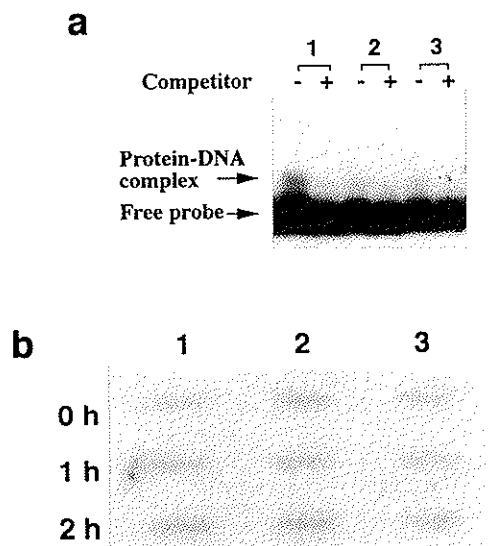 a
1 2 3
Competitor - + - + - +
Protein-DNA
complex
Free probe
b
1 2 3
0 h
1 h
2 h